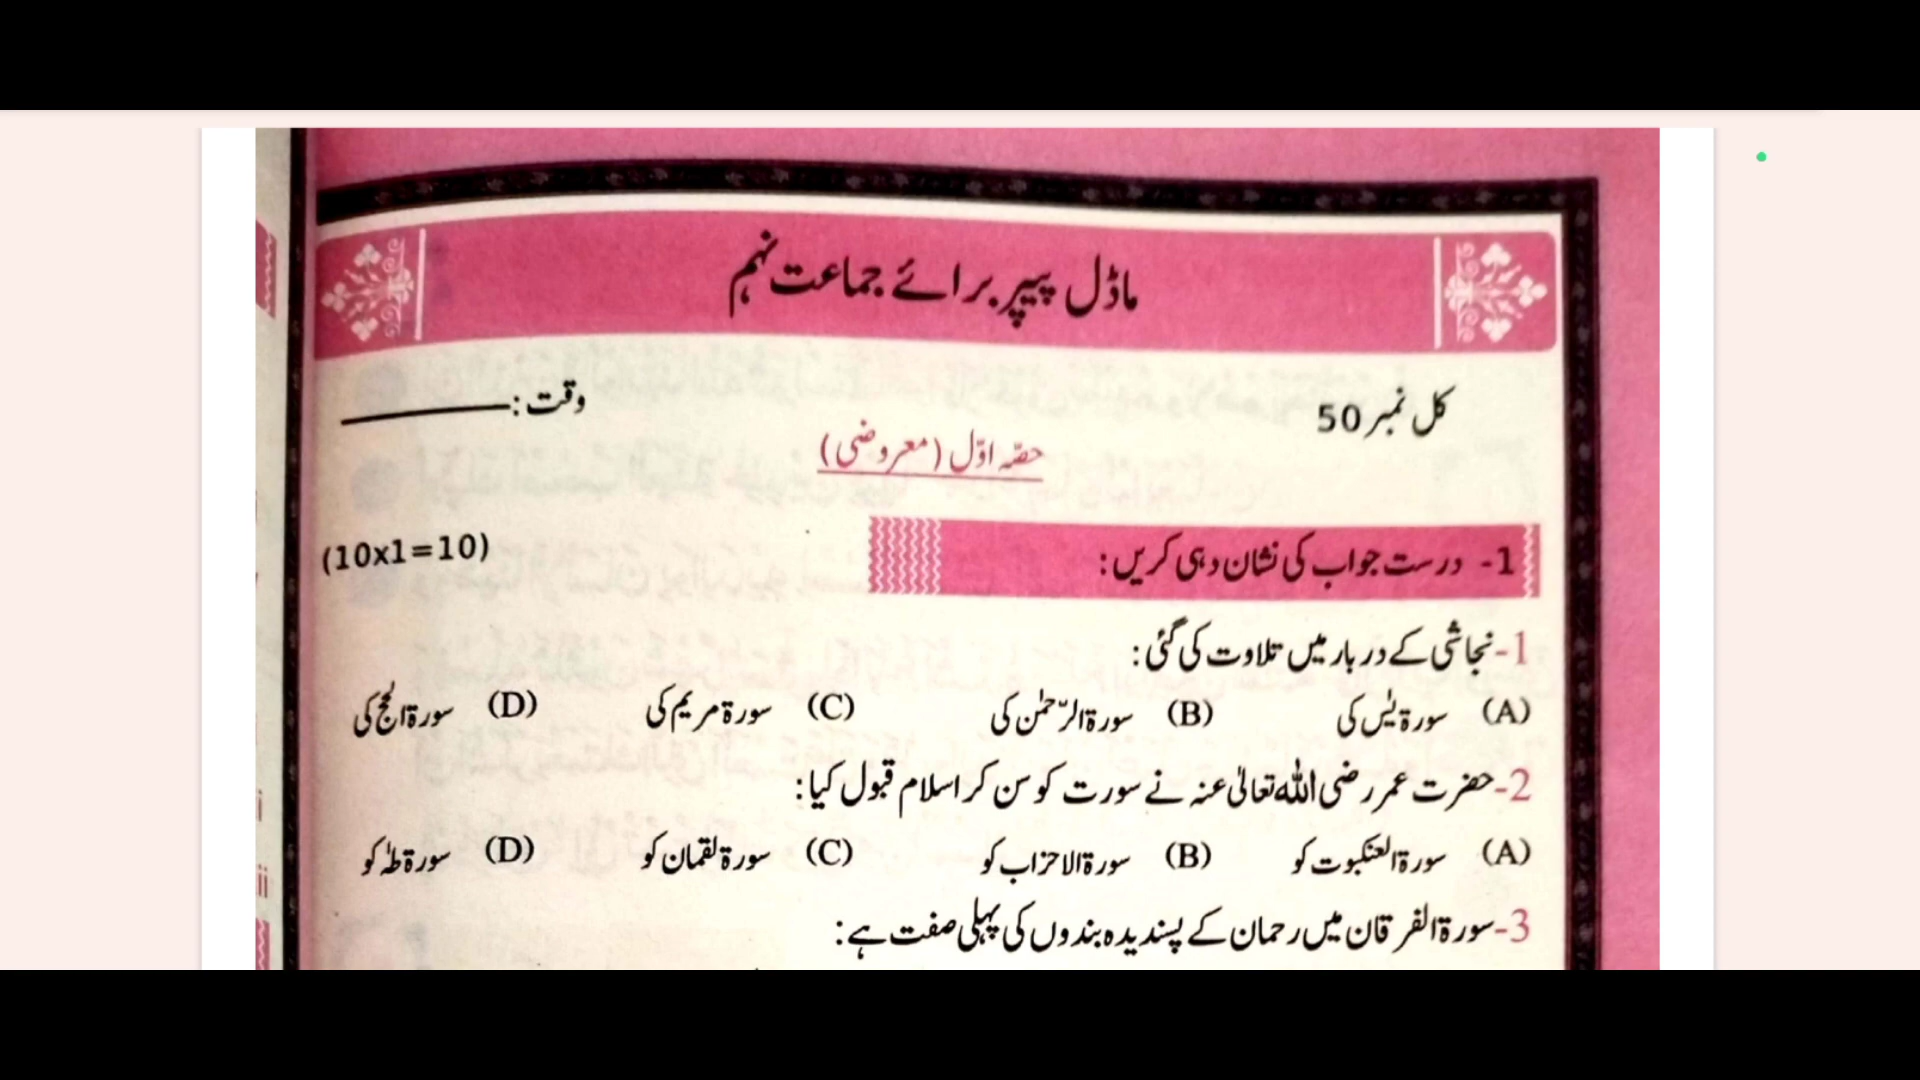 ماڈل پیپر برائے جماعت نہم
کل نمبر 50 وقت: ــــــــــــ
حصّہ اوّل (معروضی)
1- درست جواب کی نشان دہی کریں: (10x1=10)
1- نجاشی کے دربار میں تلاوت کی گئی:
(A) سورۃ یٰس کی (B) سورۃ الرّحمٰن کی (C) سورۃ مریم کی (D) سورۃ الحج کی
2- حضرت عمر رضی اللہ تعالیٰ عنہ نے سورت کو سن کر اسلام قبول کیا:
(A) سورۃ العنکبوت کو (B) سورۃ الاحزاب کو (C) سورۃ لقمان کو (D) سورۃ طٰہٰ کو
3- سورۃ الفرقان میں رحمان کے پسندیدہ بندوں کی پہلی صفت ہے: